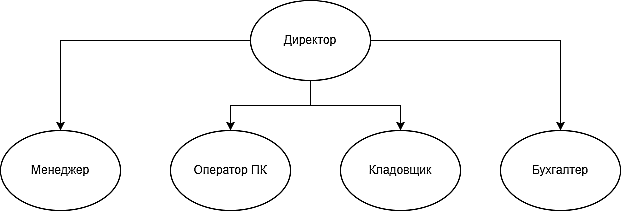 Директор
Менеджер
Оператор ПК
Кладовщик
Бухгалтер